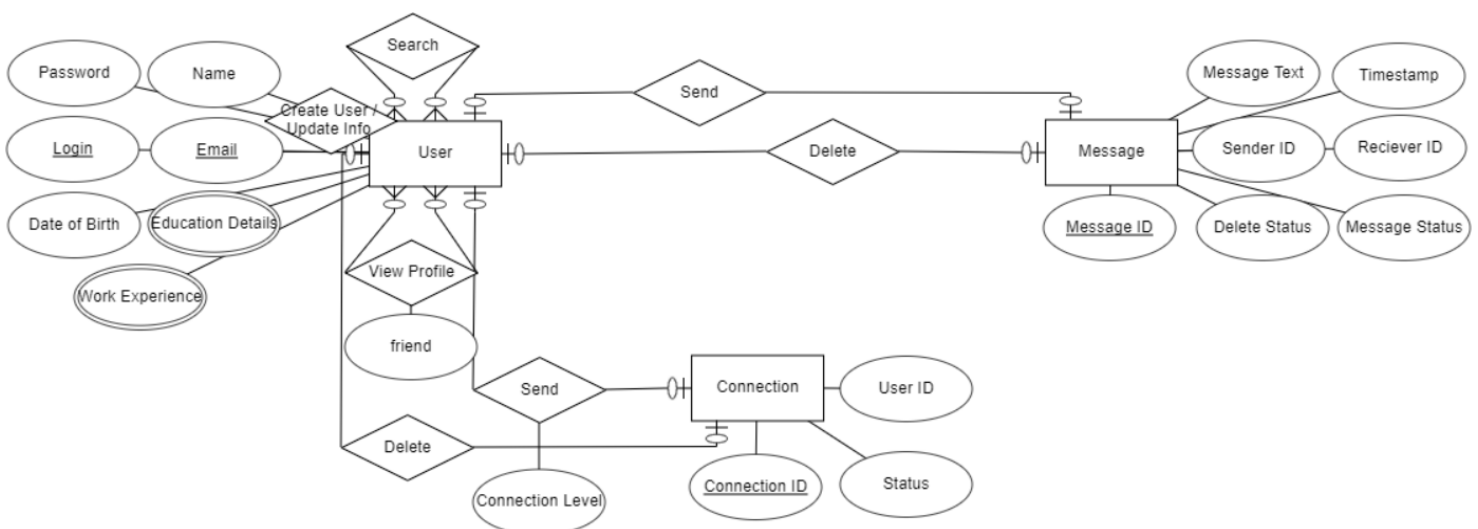 Search
Password
Name
Send
Message Text
Timestamp
Create User /
Update Info
Login
Email
User
Delete
Message
Sender ID
Reciever ID
Date of Birth
Education Details
Message ID
Delete Status
Message Status
View Profile
Work Experience
friend
Send
Connection
User ID
Delete
Connection Level
Connection ID
Status